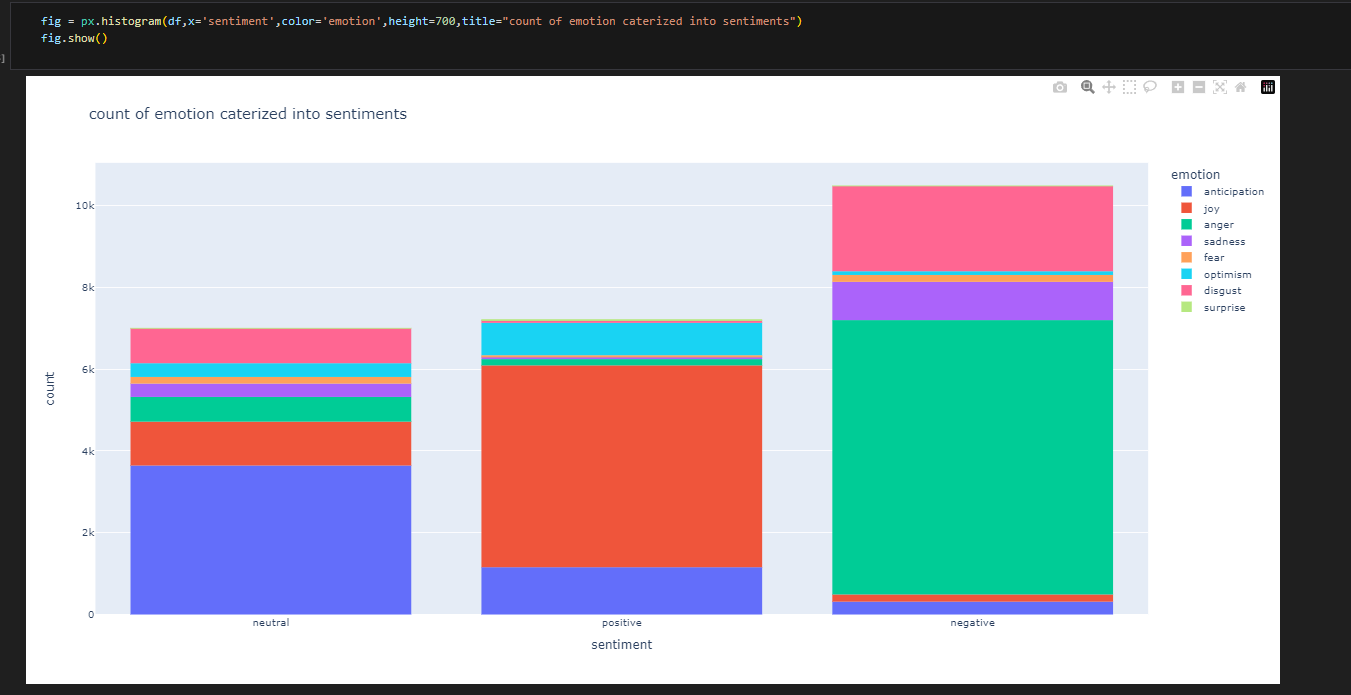 fig = px.histogram(df,x='sentiment',color='emotion',height=700,title="count of emotion caterized into sentiments")
fig.show()
count of emotion caterized into sentiments
emotion
anticipation
joy
anger
sadness
fear
optimism
disgust
surprise
10k
8k
6k
4k
2k
0
count
neutral
positive
negative
sentiment